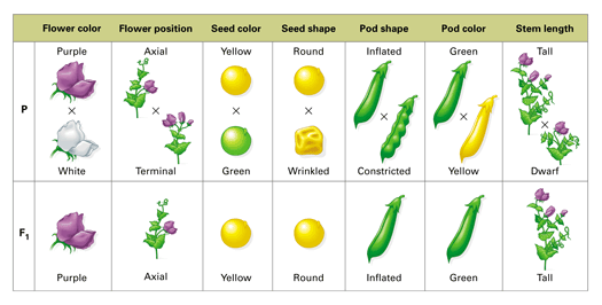 Flower color Flower position Seed color Seed shape Pod shape Pod color Stem length
Purple Axial Yellow Round Inflated Green Tall
P × × × × × × ×
White Terminal Green Wrinkled Constricted Yellow Dwarf
F1
Purple Axial Yellow Round Inflated Green Tall